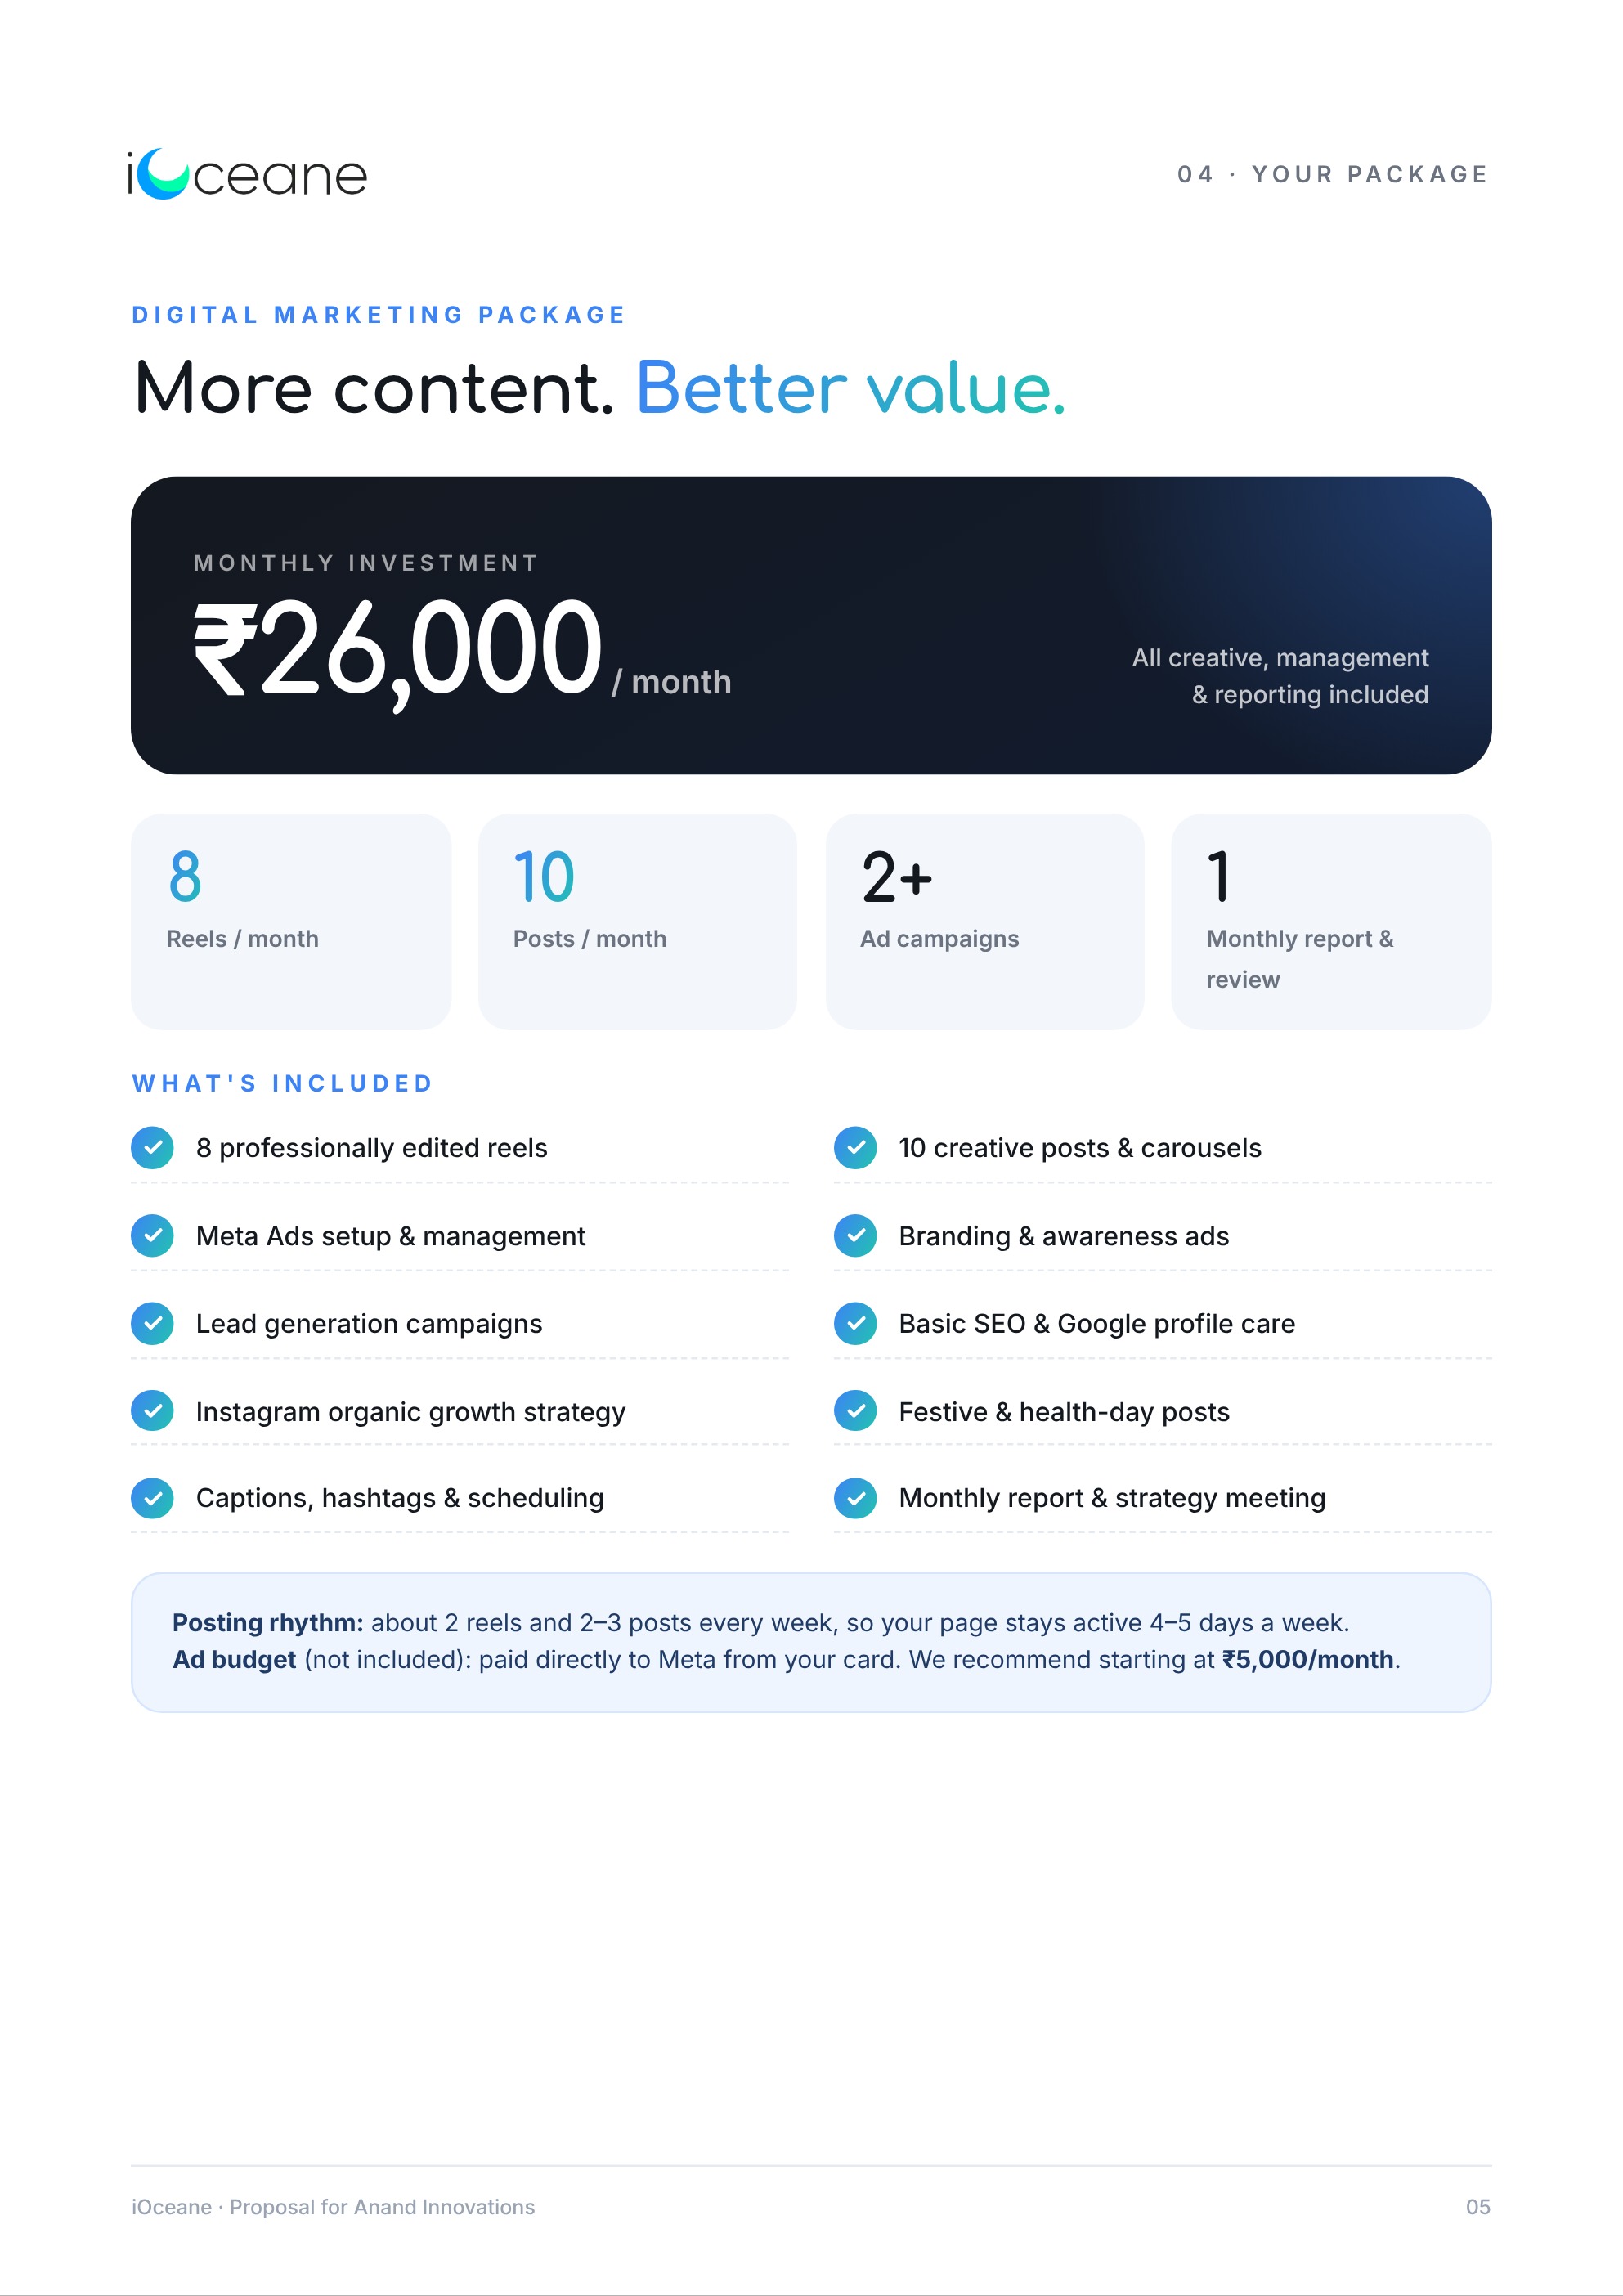 iOceane
04 · YOUR PACKAGE
DIGITAL MARKETING PACKAGE
More content. Better value.
MONTHLY INVESTMENT
₹26,000 / month
All creative, management
& reporting included
8
Reels / month
10
Posts / month
2+
Ad campaigns
1
Monthly report &
review
WHAT'S INCLUDED
8 professionally edited reels
10 creative posts & carousels
Meta Ads setup & management
Branding & awareness ads
Lead generation campaigns
Basic SEO & Google profile care
Instagram organic growth strategy
Festive & health-day posts
Captions, hashtags & scheduling
Monthly report & strategy meeting
Posting rhythm: about 2 reels and 2–3 posts every week, so your page stays active 4–5 days a week.
Ad budget (not included): paid directly to Meta from your card. We recommend starting at ₹5,000/month.
iOceane · Proposal for Anand Innovations
05